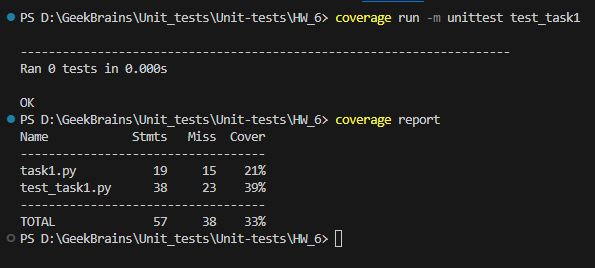 PS D:\GeekBrains\Unit_tests\Unit-tests\HW_6> coverage run -m unittest test_task1
----------------------------------------------------------------------
Ran 0 tests in 0.000s
OK
PS D:\GeekBrains\Unit_tests\Unit-tests\HW_6> coverage report
Name            Stmts   Miss  Cover
-----------------------------------
task1.py           19     15    21%
test_task1.py      38     23    39%
-----------------------------------
TOTAL              57     38    33%
PS D:\GeekBrains\Unit_tests\Unit-tests\HW_6>